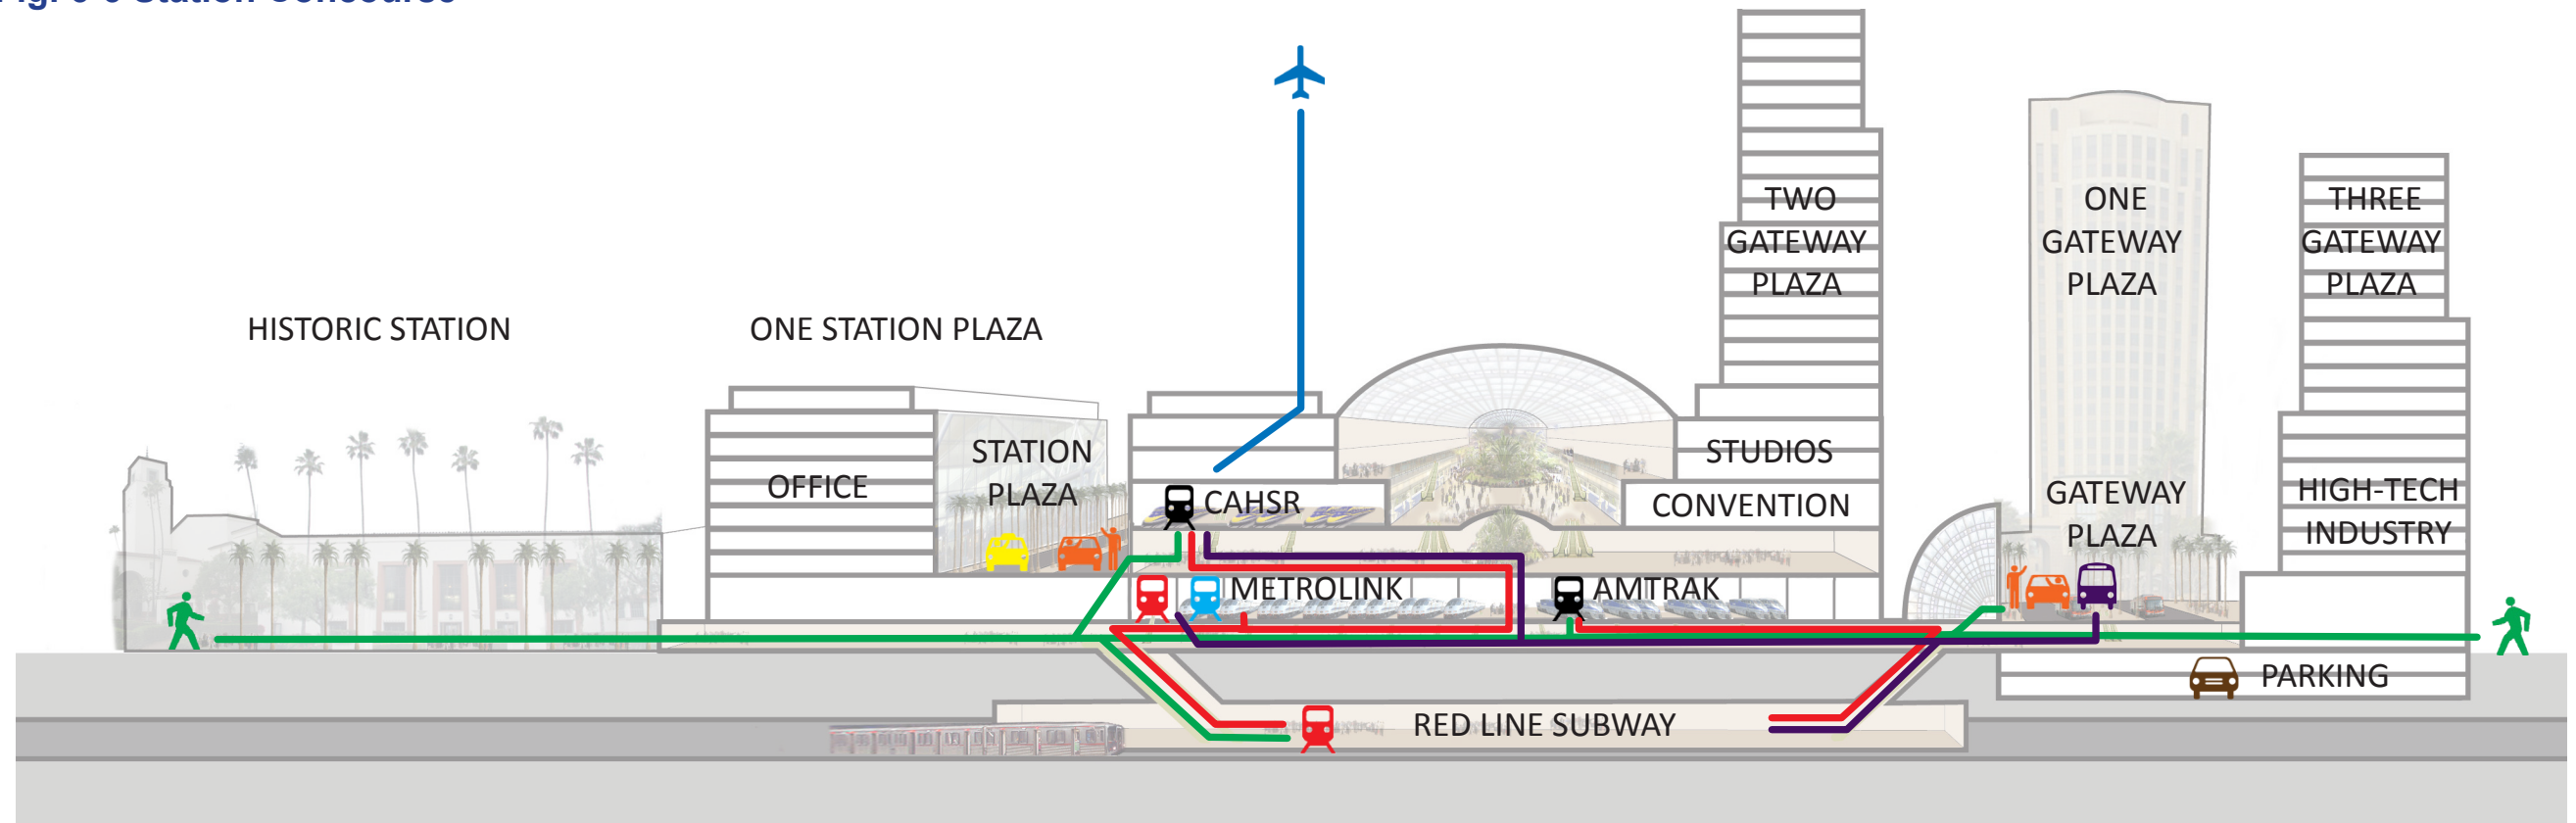 HISTORIC STATION
ONE STATION PLAZA
OFFICE
STATION
PLAZA
CAHSR
METROLINK
AMTRAK
TWO
GATEWAY
PLAZA
STUDIOS
CONVENTION
ONE
GATEWAY
PLAZA
GATEWAY
PLAZA
THREE
GATEWAY
PLAZA
HIGH-TECH
INDUSTRY
PARKING
RED LINE SUBWAY